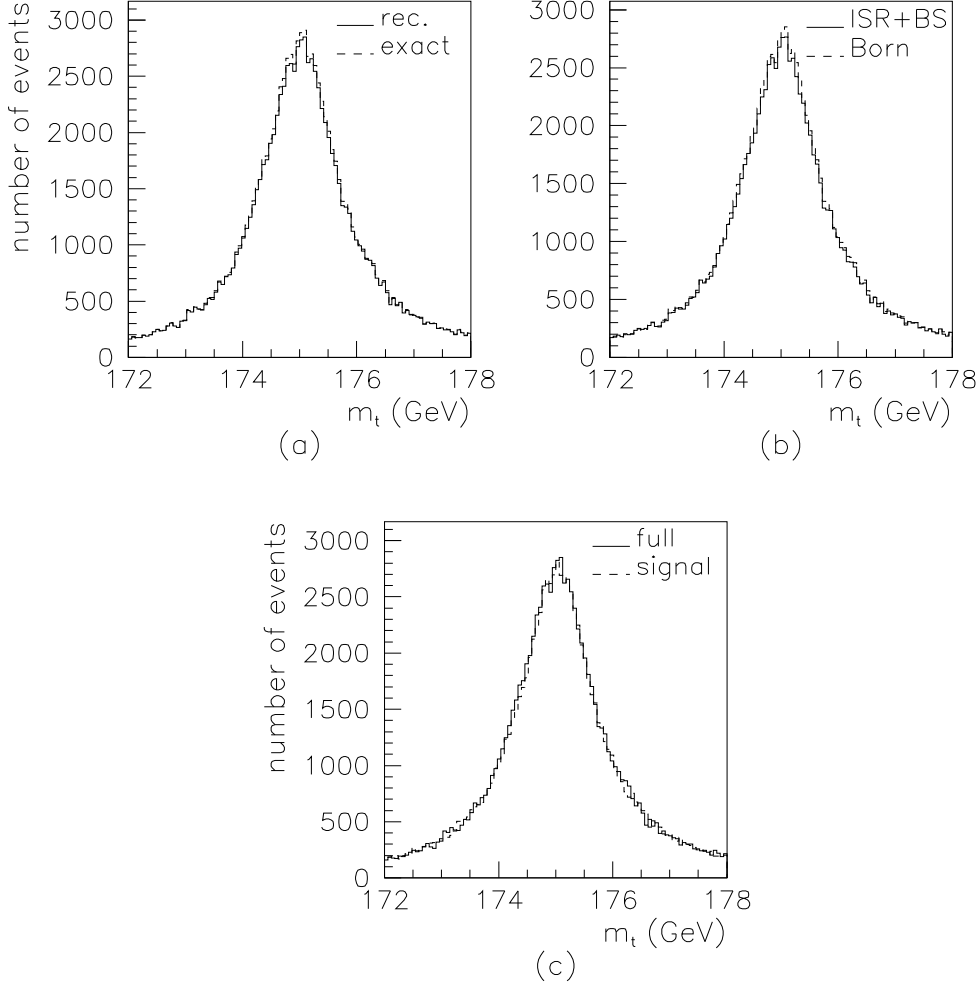 number of events
3000
2500
2000
1500
1000
500
0
172 174 176 178
m_t (GeV)
rec.
exact
(a)
3000
2500
2000
1500
1000
500
0
172 174 176 178
m_t (GeV)
ISR+BS
Born
(b)
number of events
3000
2500
2000
1500
1000
500
0
172 174 176 178
m_t (GeV)
full
signal
(c)